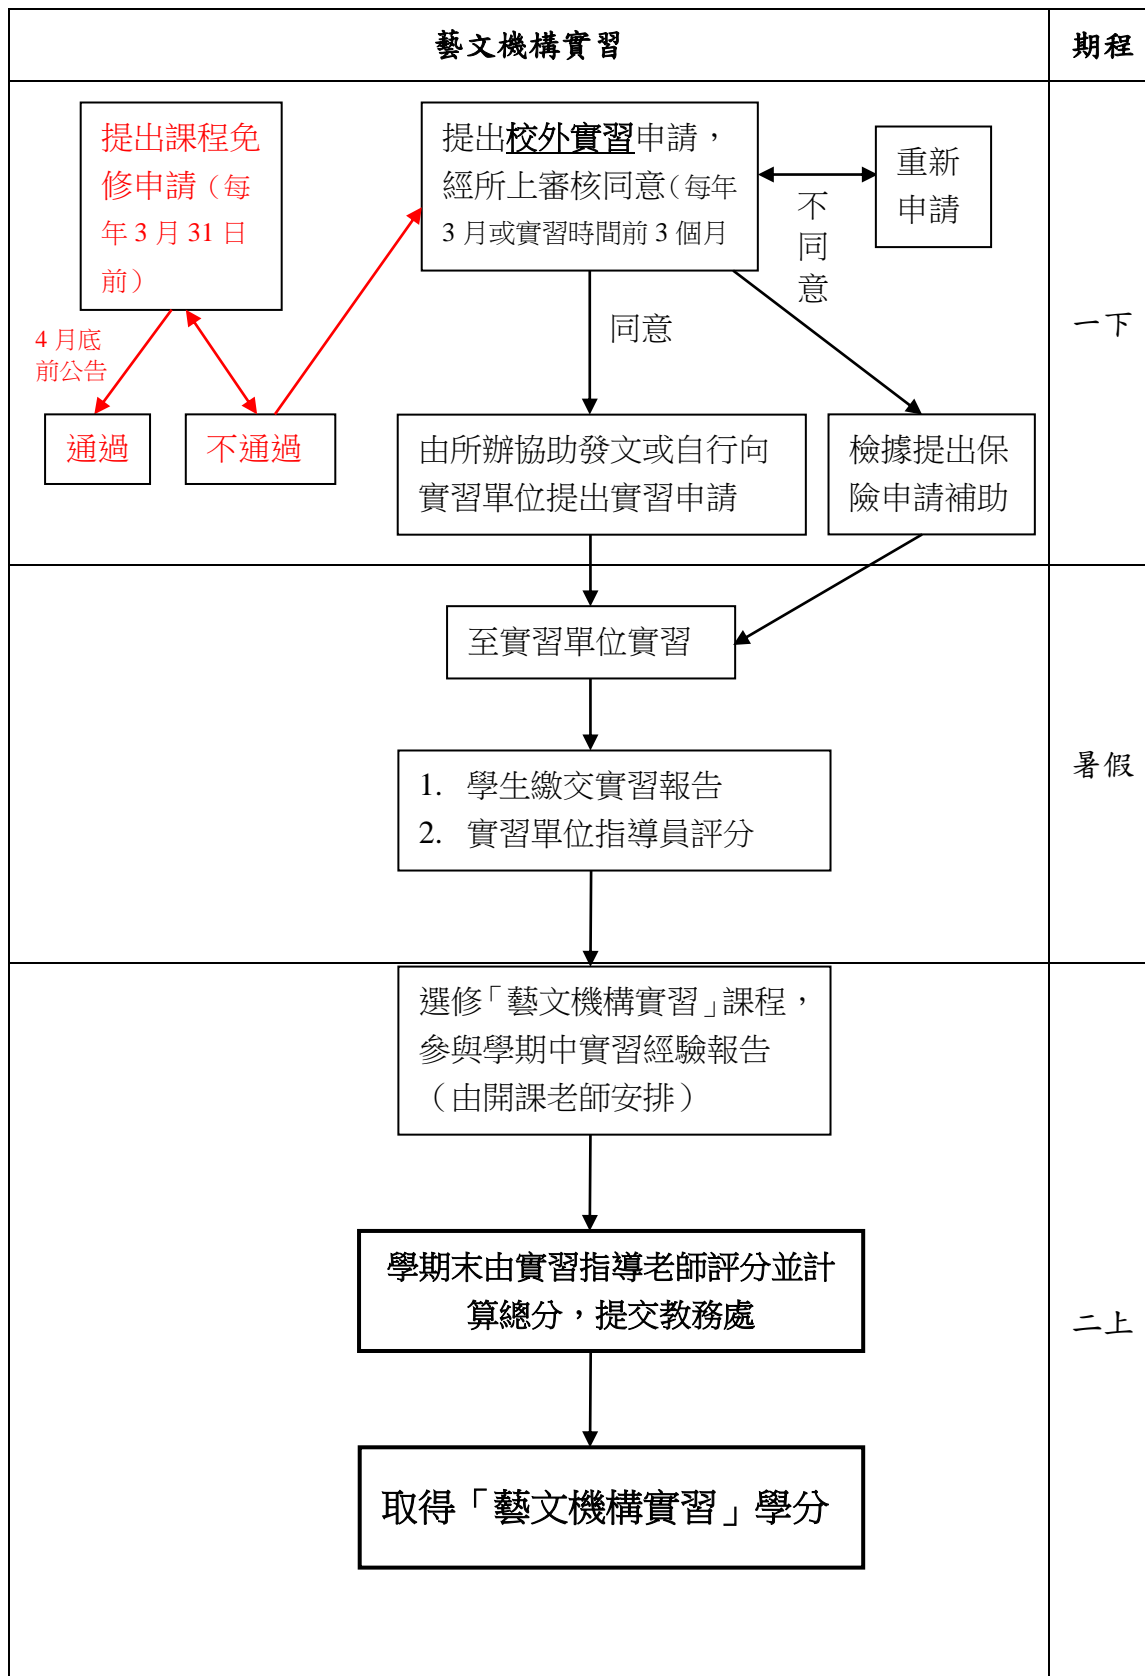 藝文機構實習
期程
提出課程免
修申請（每
年 3 月 31 日
前）
提出校外實習申請，
經所上審核同意（每年
3 月或實習時間前 3 個月
不同意
重新
申請
4 月底
前公告
同意
一下
通過
不通過
由所辦協助發文或自行向
實習單位提出實習申請
檢據提出保
險申請補助
至實習單位實習
1. 學生繳交實習報告
2. 實習單位指導員評分
暑假
選修「藝文機構實習」課程，
參與學期中實習經驗報告
（由開課老師安排）
學期末由實習指導老師評分並計
算總分，提交教務處
二上
取得「藝文機構實習」學分